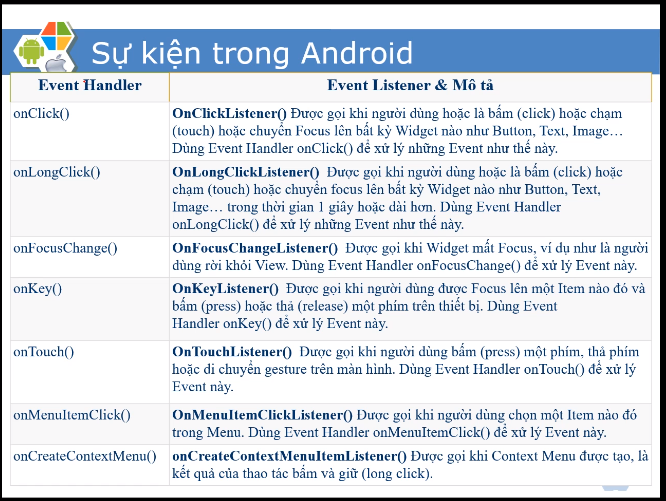 Sự kiện trong Android
Event Handler
Event Listener & Mô tả
onClick()
OnClickListener() Được gọi khi người dùng hoặc là bấm (click) hoặc chạm
(touch) hoặc chuyển Focus lên bất kỳ Widget nào như Button, Text, Image…
Dùng Event Handler onClick() để xử lý những Event như thế này.
onLongClick()
OnLongClickListener() Được gọi khi người dùng hoặc là bấm (click) hoặc
chạm (touch) hoặc chuyển focus lên bất kỳ Widget nào như Button, Text,
Image… trong thời gian 1 giây hoặc dài hơn. Dùng Event Handler
onLongClick() để xử lý những Event như thế này.
onFocusChange()
OnFocusChangeListener() Được gọi khi Widget mất Focus, ví dụ như là người
dùng rời khỏi View. Dùng Event Handler onFocusChange() để xử lý Event này.
onKey()
OnKeyListener() Được gọi khi người dùng được Focus lên một Item nào đó và
bấm (press) hoặc thả (release) một phím trên thiết bị. Dùng Event
Handler onKey() để xử lý Event này.
onTouch()
OnTouchListener() Được gọi khi người dùng bấm (press) một phím, thả phím
hoặc di chuyển gesture trên màn hình. Dùng Event Handler onTouch() để xử lý
Event này.
onMenuItemClick()
OnMenuItemClickListener() Được gọi khi người dùng chọn một Item nào đó
trong Menu. Dùng Event Handler onMenuItemClick() để xử lý Event này.
onCreateContextMenu()
onCreateContextMenuItemListener() Được gọi khi Context Menu được tạo, là
kết quả của thao tác bấm và giữ (long click).